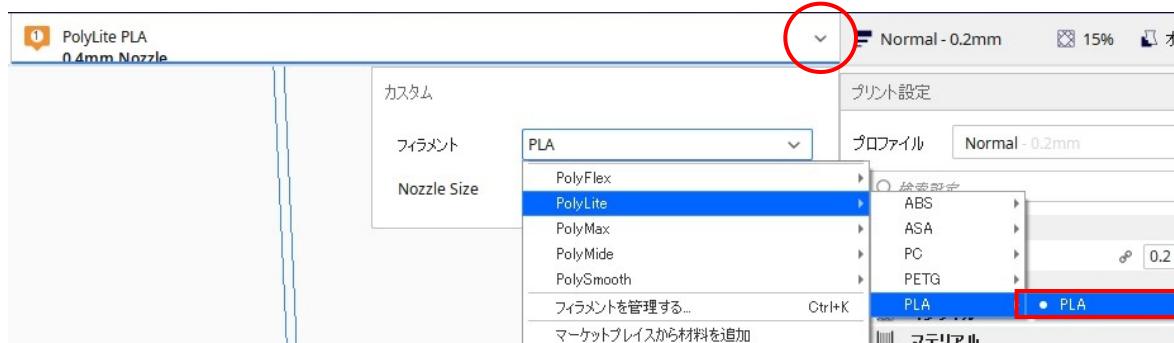 1 PolyLite PLA
0.4mm Nozzle
Normal - 0.2mm
15%
カスタム
フィラメント PLA
Nozzle Size
プリント設定
プロファイル Normal - 0.2mm
検索設定
PolyFlex
PolyLite
PolyMax
PolyMide
PolySmooth
フィラメントを管理する... Ctrl+K
マーケットプレイスから材料を追加
ABS
ASA
PC
PETG
PLA
PLA
0.2
マテリアル